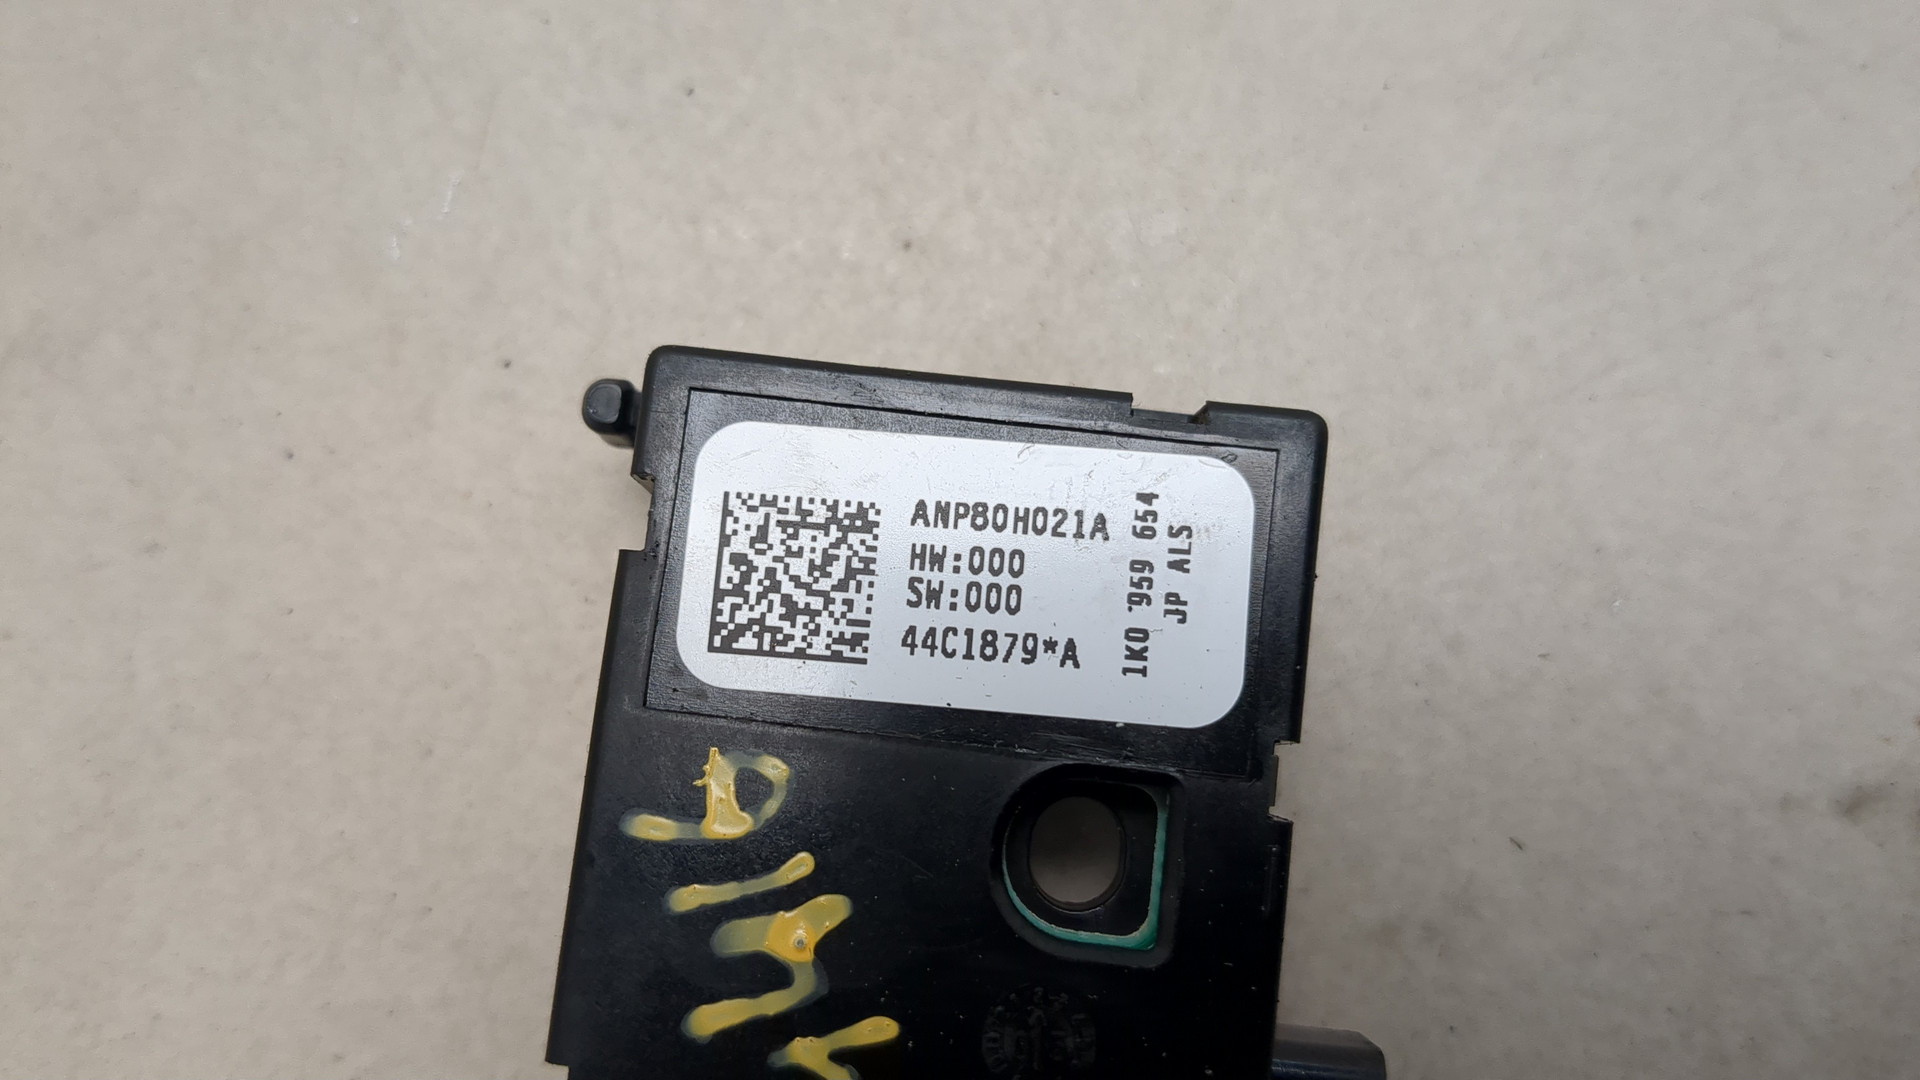 ANP80H021A
HW:000
SW:000
44C1879*A
1K0 959 654
JP ALS